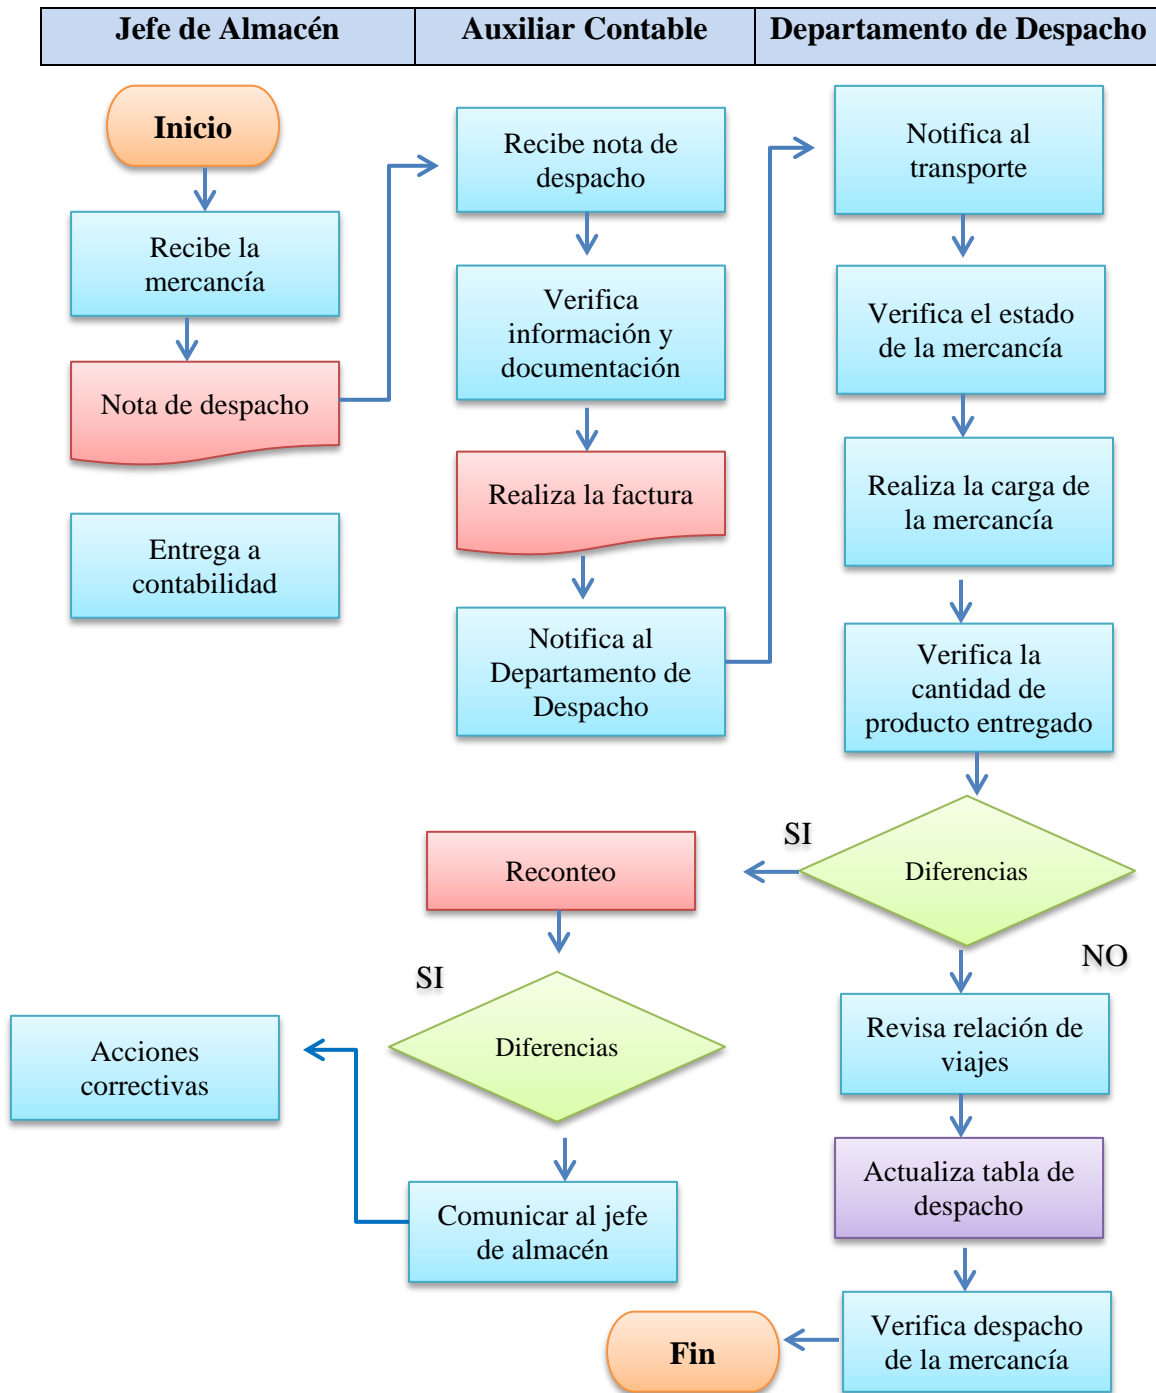 Jefe de Almacén
Auxiliar Contable
Departamento de Despacho
Inicio
Recibe la
mercancía
Nota de despacho
Entrega a
contabilidad
Recibe nota de
despacho
Verifica
información y
documentación
Realiza la factura
Notifica al
Departamento de
Despacho
Notifica al
transporte
Verifica el estado
de la mercancía
Realiza la carga de
la mercancía
Verifica la
cantidad de
producto entregado
Diferencias
SI
NO
Reconteo
SI
Diferencias
Comunicar al jefe
de almacén
Acciones
correctivas
Revisa relación de
viajes
Actualiza tabla de
despacho
Verifica despacho
de la mercancía
Fin